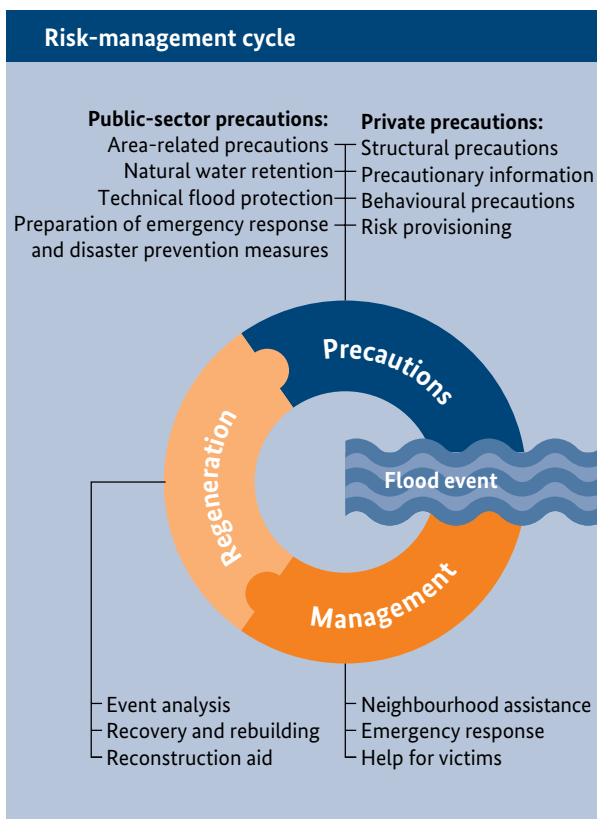 Risk-management cycle
Public-sector precautions:
Area-related precautions
Natural water retention
Technical flood protection
Preparation of emergency response
and disaster prevention measures
Private precautions:
Structural precautions
Precautionary information
Behavioural precautions
Risk provisioning
Precautions
Flood event
Regeneration
Management
Event analysis
Recovery and rebuilding
Reconstruction aid
Neighbourhood assistance
Emergency response
Help for victims